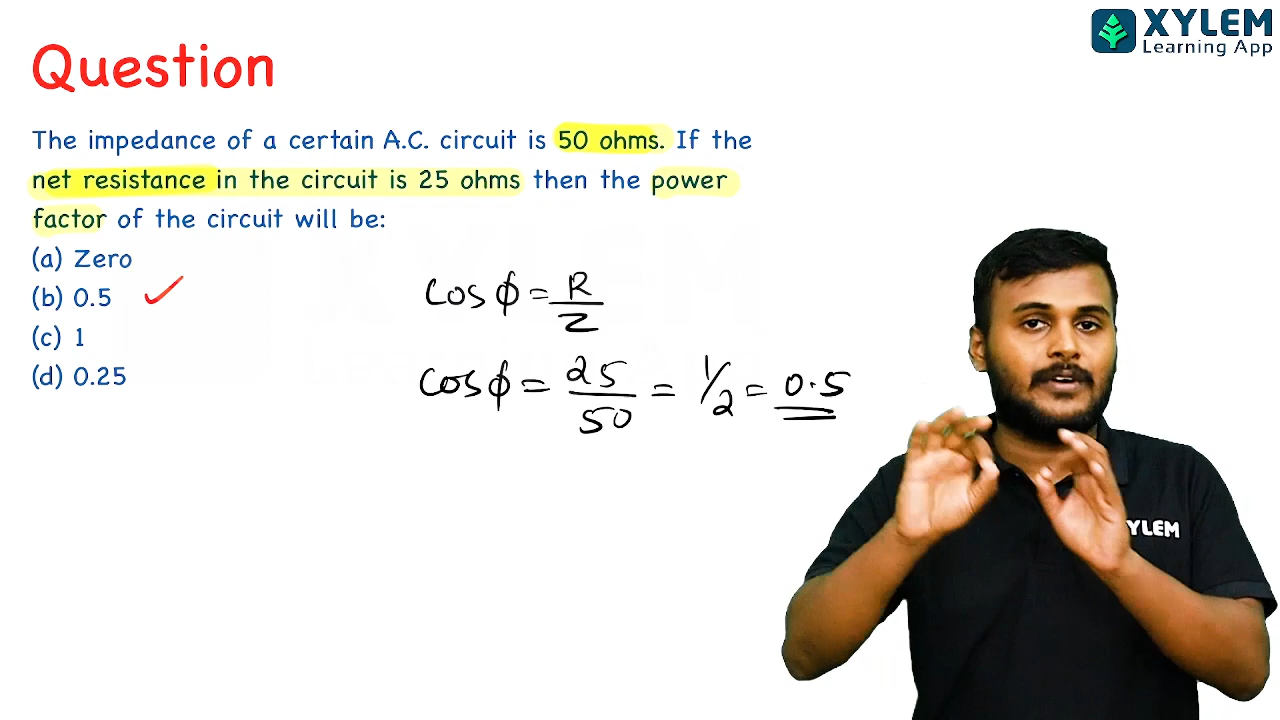 XYLEM
Learning App
Question
The impedance of a certain A.C. circuit is 50 ohms. If the
net resistance in the circuit is 25 ohms then the power
factor of the circuit will be:
(a) Zero
(b) 0.5
(c) 1
(d) 0.25
cos ϕ = R/Z
cos ϕ = 25/50 = 1/2 = 0.5
XYLEM
YLEM